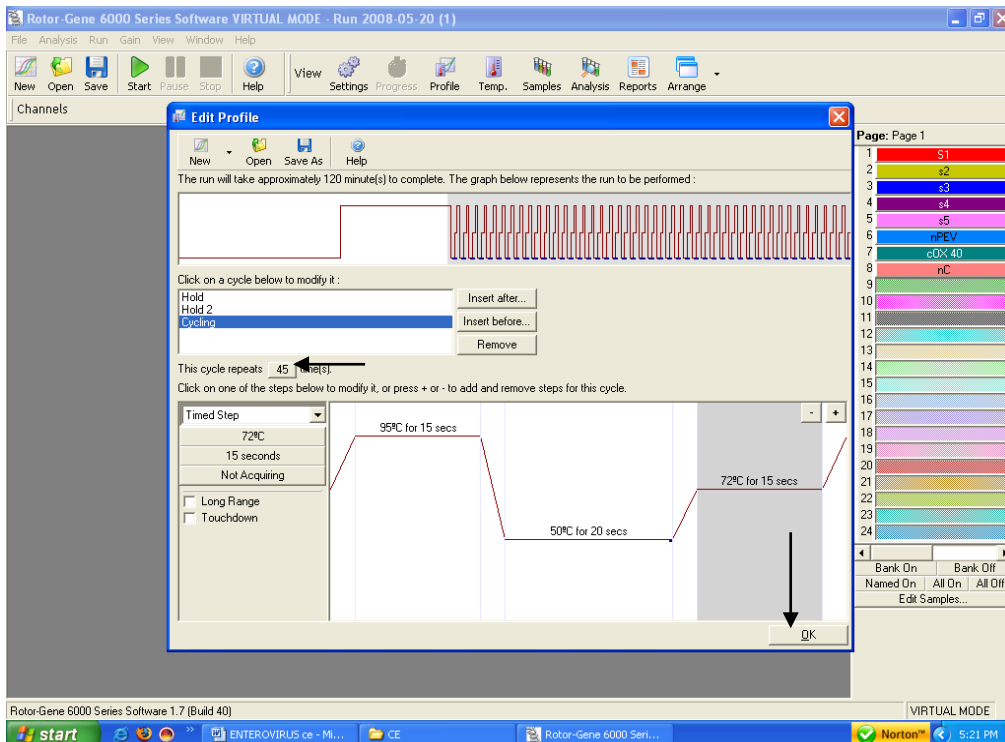 Rotor-Gene 6000 Series Software VIRTUAL MODE - Run 2008-05-20 (1)
File Analysis Run Gain View Window Help
New Open Save Start Pause Stop Help View Settings Progress Profile Temp. Samples Analysis Reports Arrange
Channels
Edit Profile
New Open Save As Help
The run will take approximately 120 minute(s) to complete. The graph below represents the run to be performed :
Click on a cycle below to modify it :
Hold
Hold 2
Cycling
Insert after...
Insert before...
Remove
This cycle repeats 45 time(s).
Click on one of the steps below to modify it, or press + or - to add and remove steps for this cycle.
Timed Step
72ºC
15 seconds
Not Acquiring
Long Range
Touchdown
- +
95ºC for 15 secs
50ºC for 20 secs
72ºC for 15 secs
OK
Page: Page 1
1 S1
2 s2
3 s3
4 s4
5 s5
6 nPEV
7 cOX 40
8 nC
9
10
11
12
13
14
15
16
17
18
19
20
21
22
23
24
Bank On Bank Off
Named On All On All Off
Edit Samples...
Rotor-Gene 6000 Series Software 1.7 (Build 40) VIRTUAL MODE
start ENTEROVIRUS ce - Mi... CE Rotor-Gene 6000 Seri... Norton™ 5:21 PM